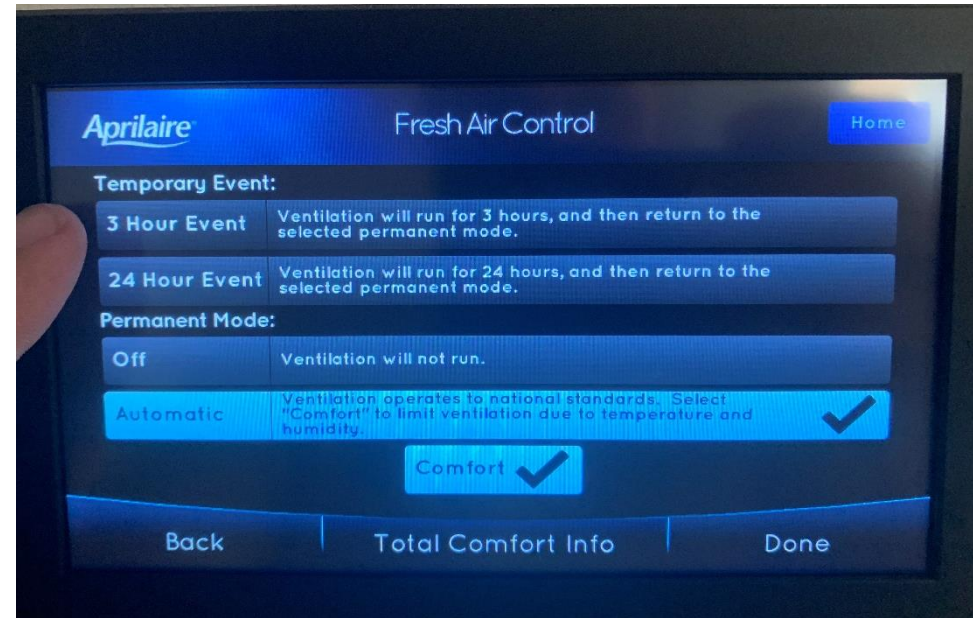 Aprilaire
Fresh Air Control
Home
Temporary Event:
3 Hour Event
Ventilation will run for 3 hours, and then return to the
selected permanent mode.
24 Hour Event
Ventilation will run for 24 hours, and then return to the
selected permanent mode.
Permanent Mode:
Off
Ventilation will not run.
Automatic
Ventilation operates to national standards. Select
"Comfort" to limit ventilation due to temperature and
humidity.
Comfort
Back
Total Comfort Info
Done